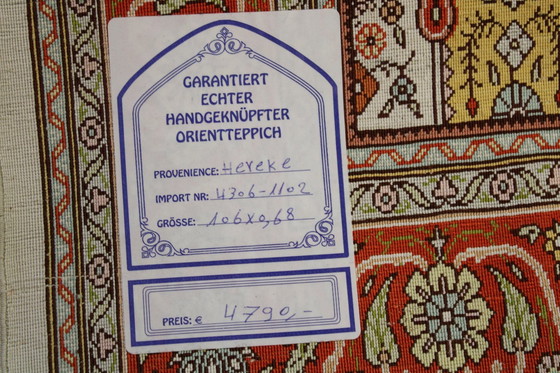 GARANTIERT
ECHTER
HANDGEKNÜPFTER
ORIENTTEPPICH
PROVENIENCE: Hereke
IMPORT NR: 4306-1102
GRÖSSE: 106x0,68
PREIS: € 4790,-